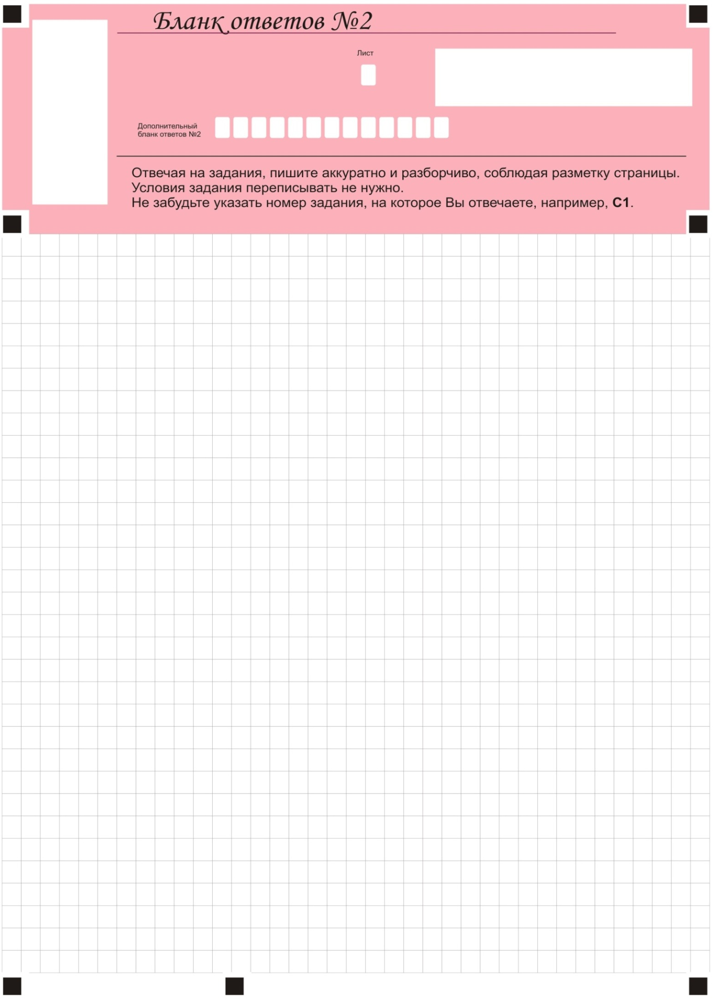 Бланк ответов №2
Лист
Дополнительный
бланк ответов №2
Отвечая на задания, пишите аккуратно и разборчиво, соблюдая разметку страницы.
Условия задания переписывать не нужно.
Не забудьте указать номер задания, на которое Вы отвечаете, например, С1.